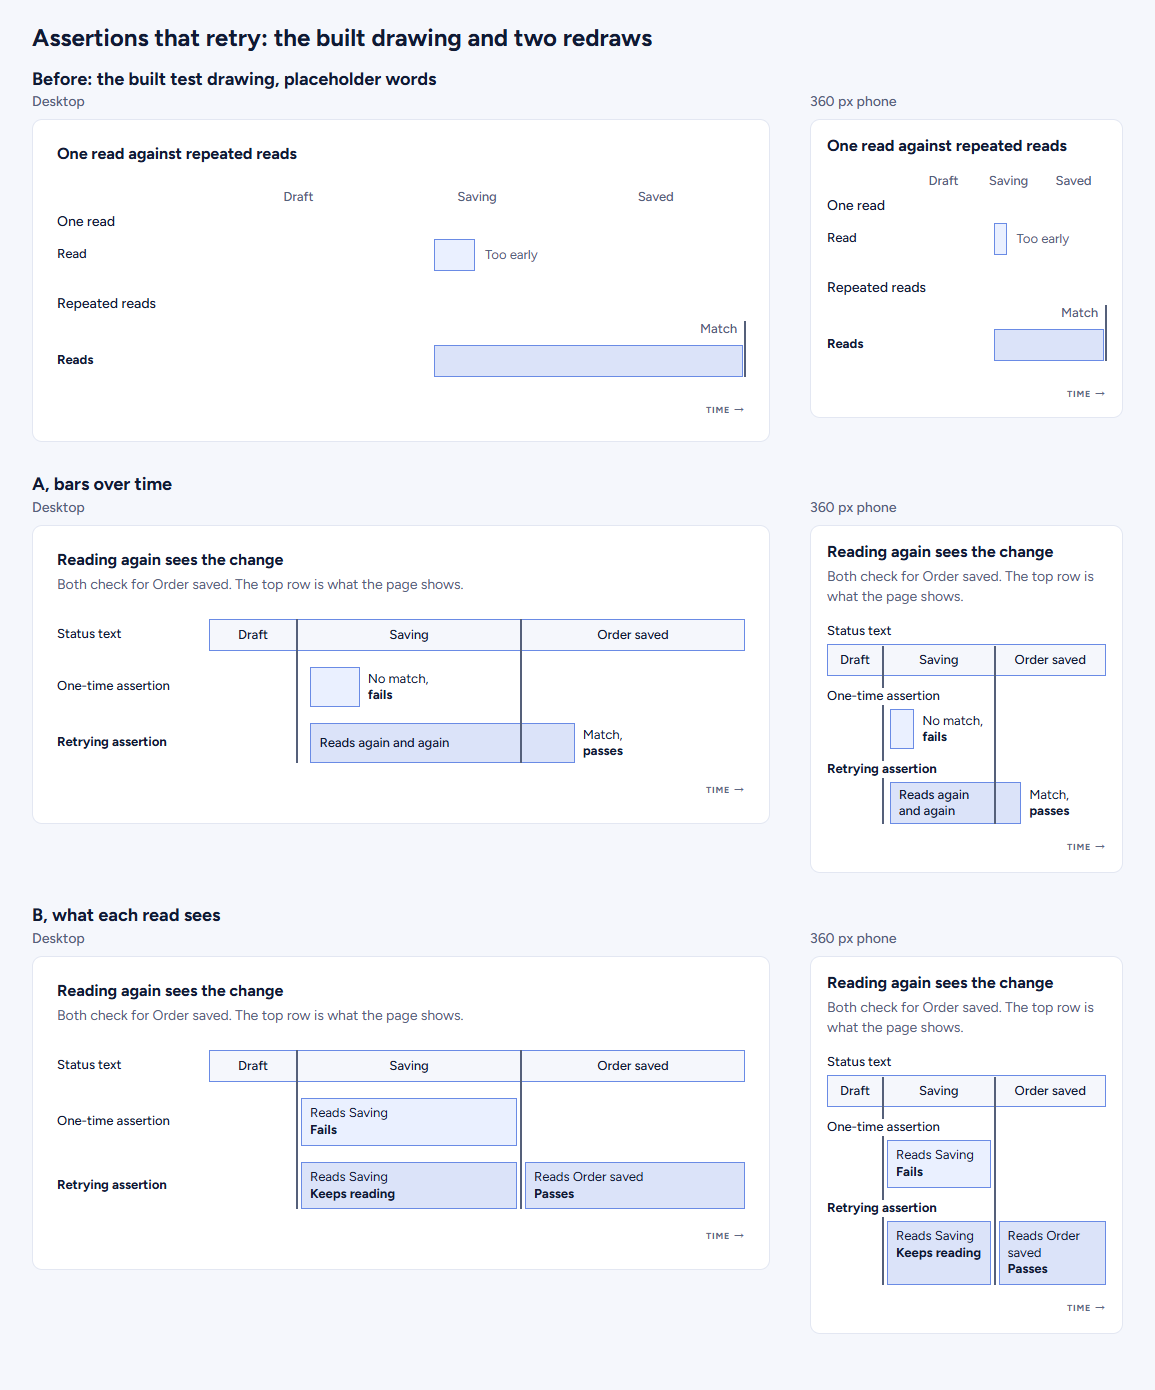 Assertions that retry: the built drawing and two redraws
Before: the built test drawing, placeholder words
Desktop
One read against repeated reads
Draft
Saving
Saved
One read
Read
Too early
Repeated reads
Match
Reads
TIME →
360 px phone
One read against repeated reads
Draft
Saving
Saved
One read
Read
Too early
Repeated reads
Match
Reads
TIME →
A, bars over time
Desktop
Reading again sees the change
Both check for Order saved. The top row is what the page shows.
Status text
Draft
Saving
Order saved
One-time assertion
No match,
fails
Retrying assertion
Reads again and again
Match,
passes
TIME →
360 px phone
Reading again sees the change
Both check for Order saved. The top row is
what the page shows.
Status text
Draft
Saving
Order saved
One-time assertion
No match,
fails
Retrying assertion
Reads again
and again
Match,
passes
TIME →
B, what each read sees
Desktop
Reading again sees the change
Both check for Order saved. The top row is what the page shows.
Status text
Draft
Saving
Order saved
One-time assertion
Reads Saving
Fails
Retrying assertion
Reads Saving
Keeps reading
Reads Order saved
Passes
TIME →
360 px phone
Reading again sees the change
Both check for Order saved. The top row is
what the page shows.
Status text
Draft
Saving
Order saved
One-time assertion
Reads Saving
Fails
Retrying assertion
Reads Saving
Keeps reading
Reads Order
saved
Passes
TIME →